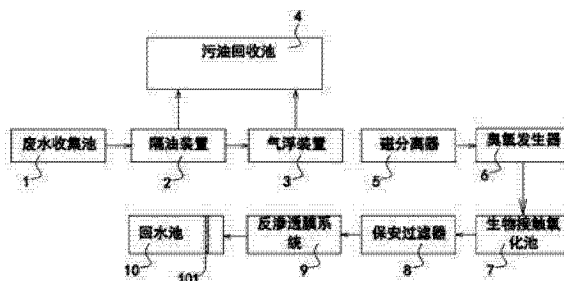 4
污油回收池
废水收集池
隔油装置
气浮装置
磁分离器
臭氧发生器
1
2
3
5
6
回水池
反渗透膜系
统
保安过滤器
生物接触氧
化池
10
101
9
8
7